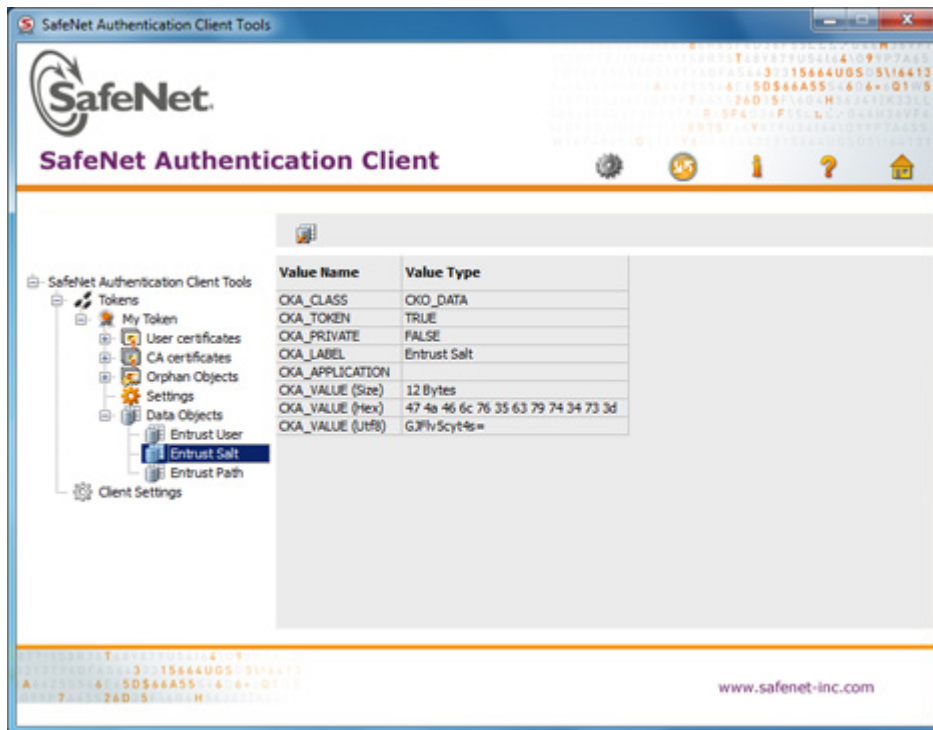 SafeNet Authentication Client Tools
SafeNet.
SafeNet Authentication Client
SafeNet Authentication Client Tools
Tokens
My Token
User certificates
CA certificates
Orphan Objects
Settings
Data Objects
Entrust User
Entrust Salt
Entrust Path
Client Settings
Value Name Value Type
CKA_CLASS CKO_DATA
CKA_TOKEN TRUE
CKA_PRIVATE FALSE
CKA_LABEL Entrust Salt
CKA_APPLICATION
CKA_VALUE (Size) 12 Bytes
CKA_VALUE (Hex) 47 4a 46 6c 76 35 63 79 74 34 73 3d
CKA_VALUE (Utf8) GJFlv5cyt4s=
www.safenet-inc.com